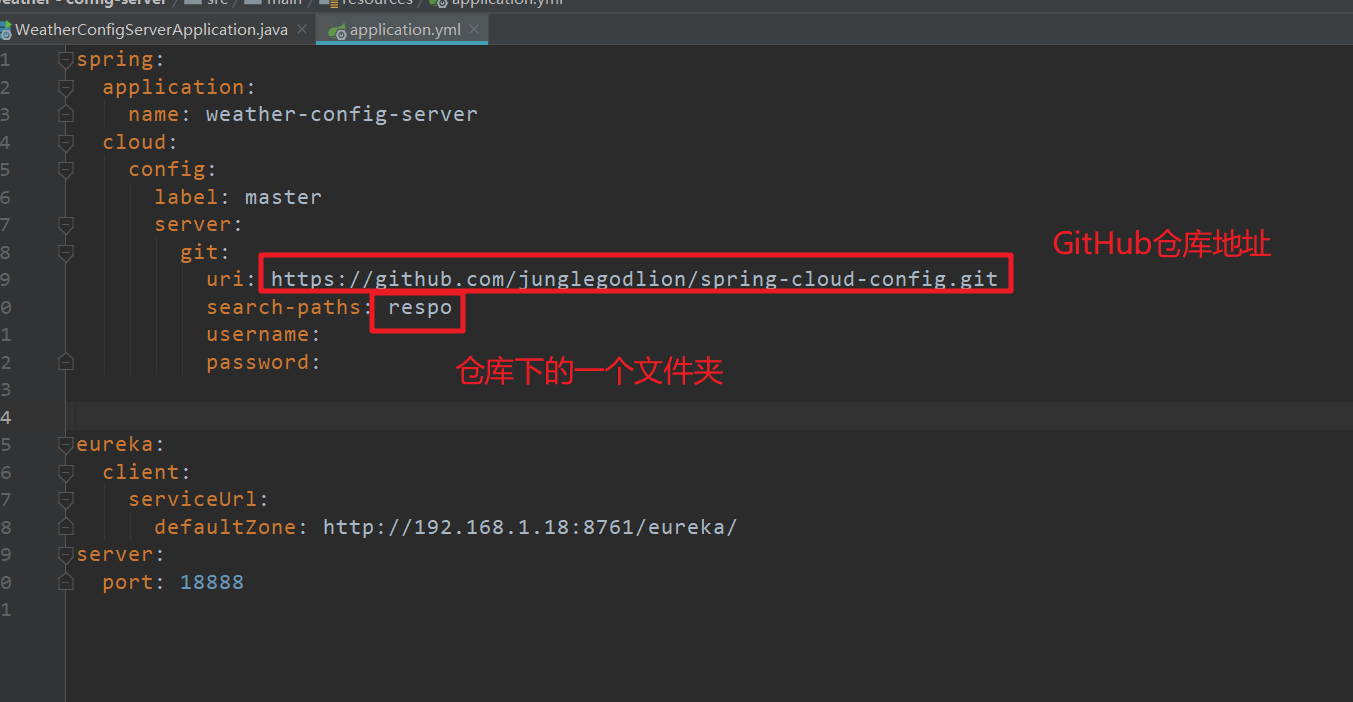 weather - config-server / src / main / resources / application.yml
WeatherConfigServerApplication.java × application.yml ×
1 spring:
2 application:
3 name: weather-config-server
4 cloud:
5 config:
6 label: master
7 server:
8 git:
GitHub仓库地址
9 uri: https://github.com/junglegodlion/spring-cloud-config.git
0 search-paths: respo
1 username:
2 password:
仓库下的一个文件夹
3
4
5 eureka:
6 client:
7 serviceUrl:
8 defaultZone: http://192.168.1.18:8761/eureka/
9 server:
0 port: 18888
1